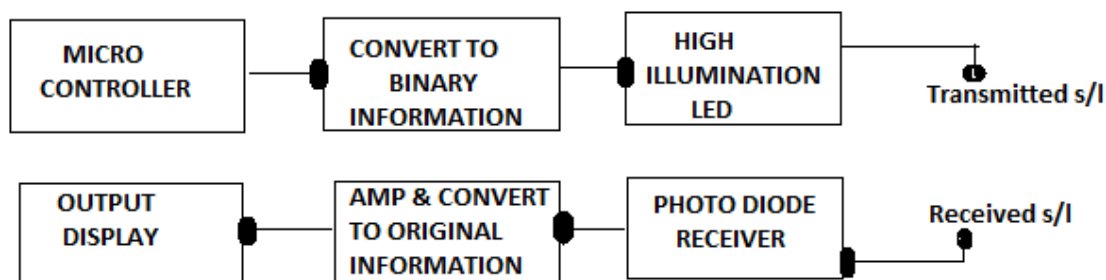 MICRO
CONTROLLER
CONVERT TO
BINARY
INFORMATION
HIGH
ILLUMINATION
LED
L
Transmitted s/l
OUTPUT
DISPLAY
AMP & CONVERT
TO ORIGINAL
INFORMATION
PHOTO DIODE
RECEIVER
Received s/l